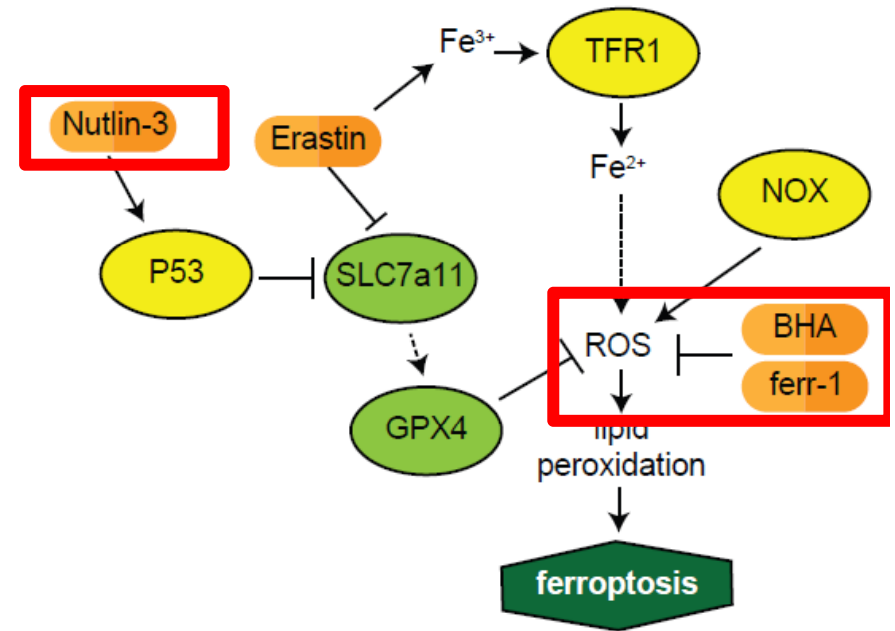 Fe³⁺
TFR1
Nutlin-3
Erastin
Fe²⁺
NOX
P53
SLC7a11
ROS
BHA
ferr-1
GPX4
lipid
peroxidation
ferroptosis